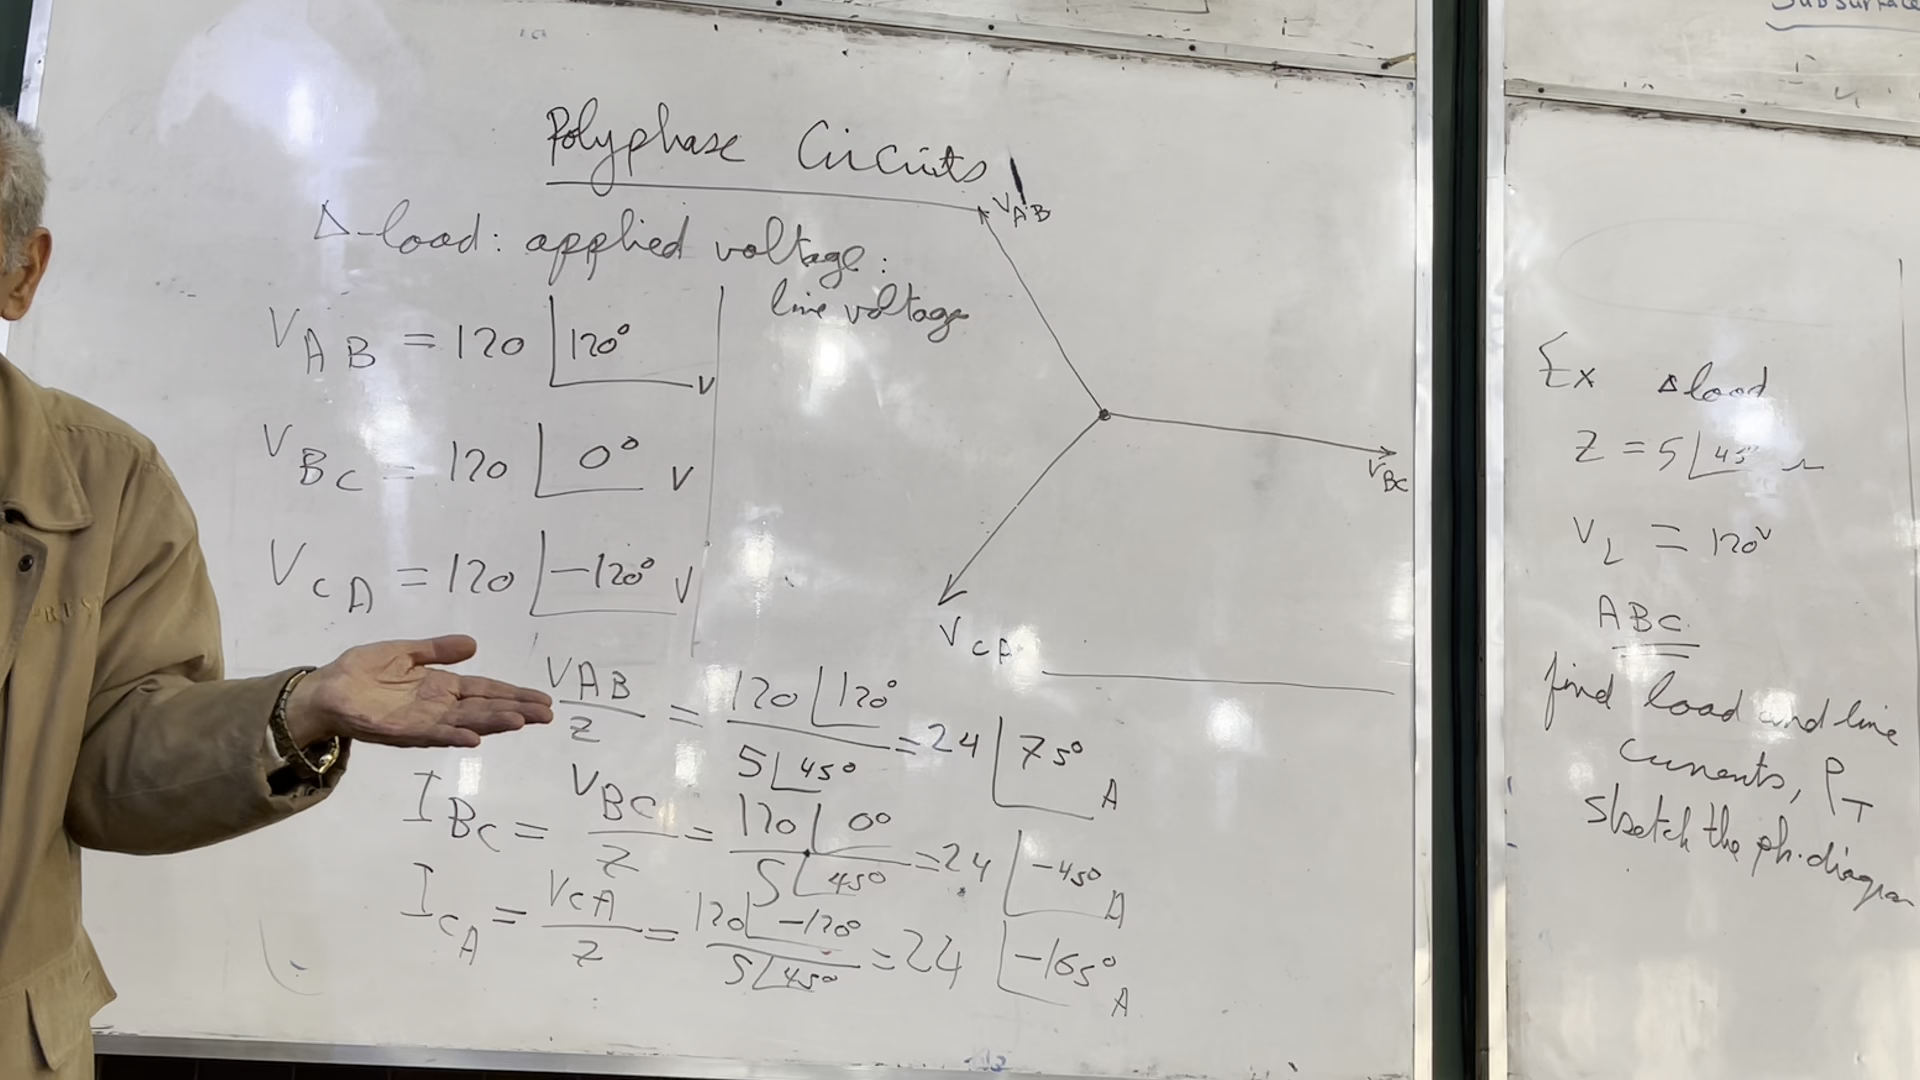 Polyphase Circuits
Δ-load: applied voltage:
line voltage
V_AB = 120 ∠120° V
V_BC = 120 ∠0° V
V_CA = 120 ∠-120° V
V_AB
V_BC
V_CA
V_AB / Z = 120∠120° / 5∠45° = 24 ∠75° A
I_BC = V_BC / Z = 120∠0° / 5∠45° = 24 ∠-45° A
I_CA = V_CA / Z = 120∠-120° / 5∠45° = 24 ∠-165° A
Subsurface
Ex Δ load
Z = 5∠45° Ω
V_L = 120 V
ABC
find load and line
currents, P_T
Sketch the ph. diagram